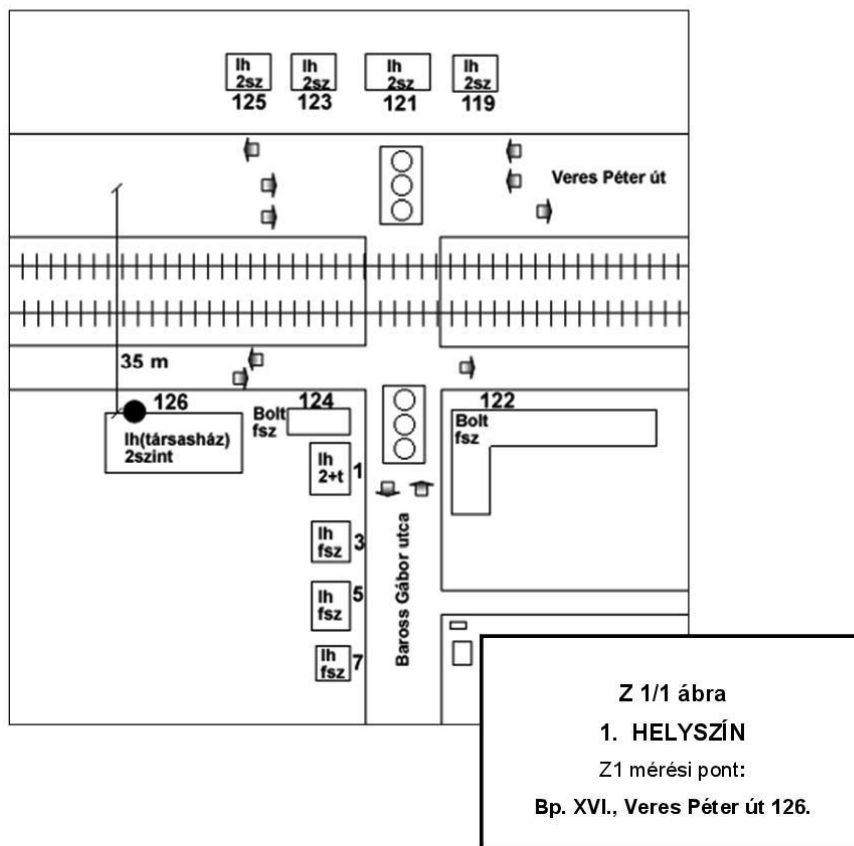 lh
2sz
125
lh
2sz
123
lh
2sz
121
lh
2sz
119
Veres Péter út
35 m
126
lh(társasház)
2szint
124
Bolt
fsz
122
Bolt
fsz
lh
2+t
1
lh
fsz
3
lh
fsz
5
lh
fsz
7
Baross Gábor utca
Z 1/1 ábra
1. HELYSZÍN
Z1 mérési pont:
Bp. XVI., Veres Péter út 126.